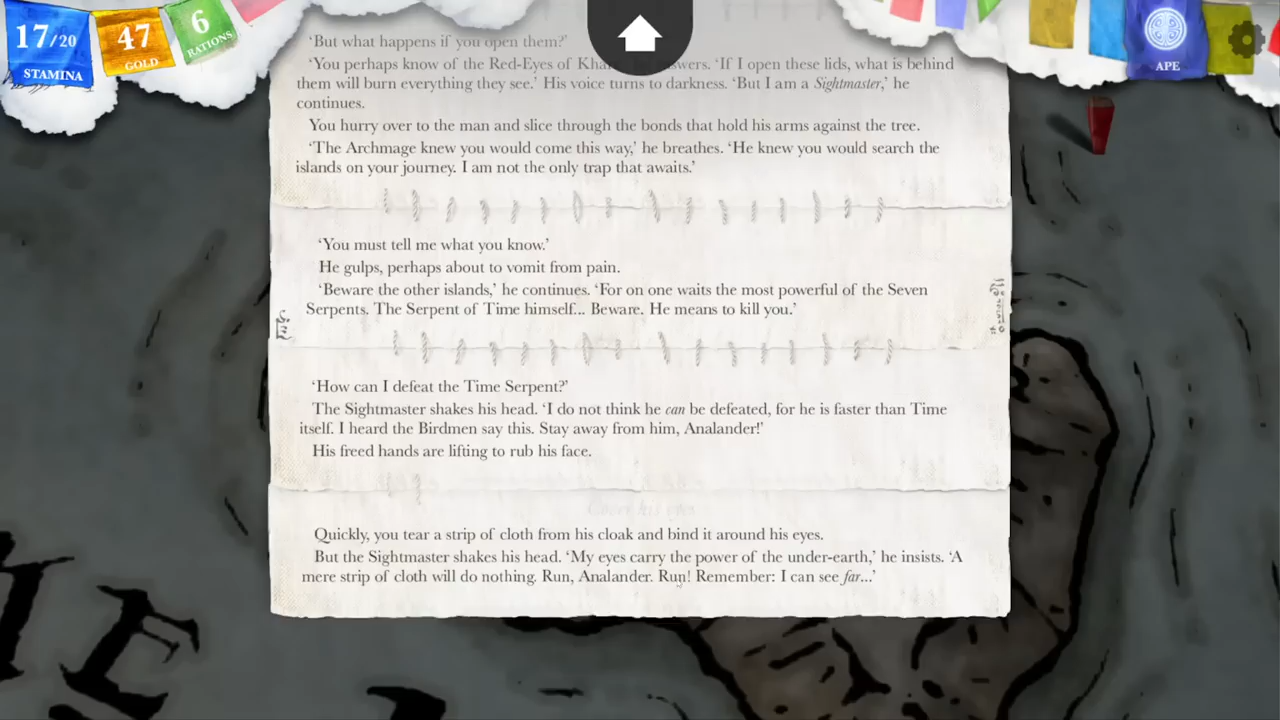 17/20
STAMINA
47
GOLD
6
RATIONS
APE
‘But what happens if you open them?’
‘You perhaps know of the Red-Eyes of answers. ‘If I open these lids, what is behind
them will burn everything they see.’ His voice turns to darkness. ‘But I am a Sightmaster,’ he
continues.
You hurry over to the man and slice through the bonds that hold his arms against the tree.
‘The Archmage knew you would come this way,’ he breathes. ‘He knew you would search the
islands on your journey. I am not the only trap that awaits.’
‘You must tell me what you know.’
He gulps, perhaps about to vomit from pain.
‘Beware the other islands,’ he continues. ‘For on one waits the most powerful of the Seven
Serpents. The Serpent of Time himself... Beware. He means to kill you.’
‘How can I defeat the Time Serpent?’
The Sightmaster shakes his head. ‘I do not think he can be defeated, for he is faster than Time
itself. I heard the Birdmen say this. Stay away from him, Analander!’
His freed hands are lifting to rub his face.
Cover his eyes
Quickly, you tear a strip of cloth from his cloak and bind it around his eyes.
But the Sightmaster shakes his head. ‘My eyes carry the power of the under-earth,’ he insists. ‘A
mere strip of cloth will do nothing. Run, Analander. Run! Remember: I can see far...’